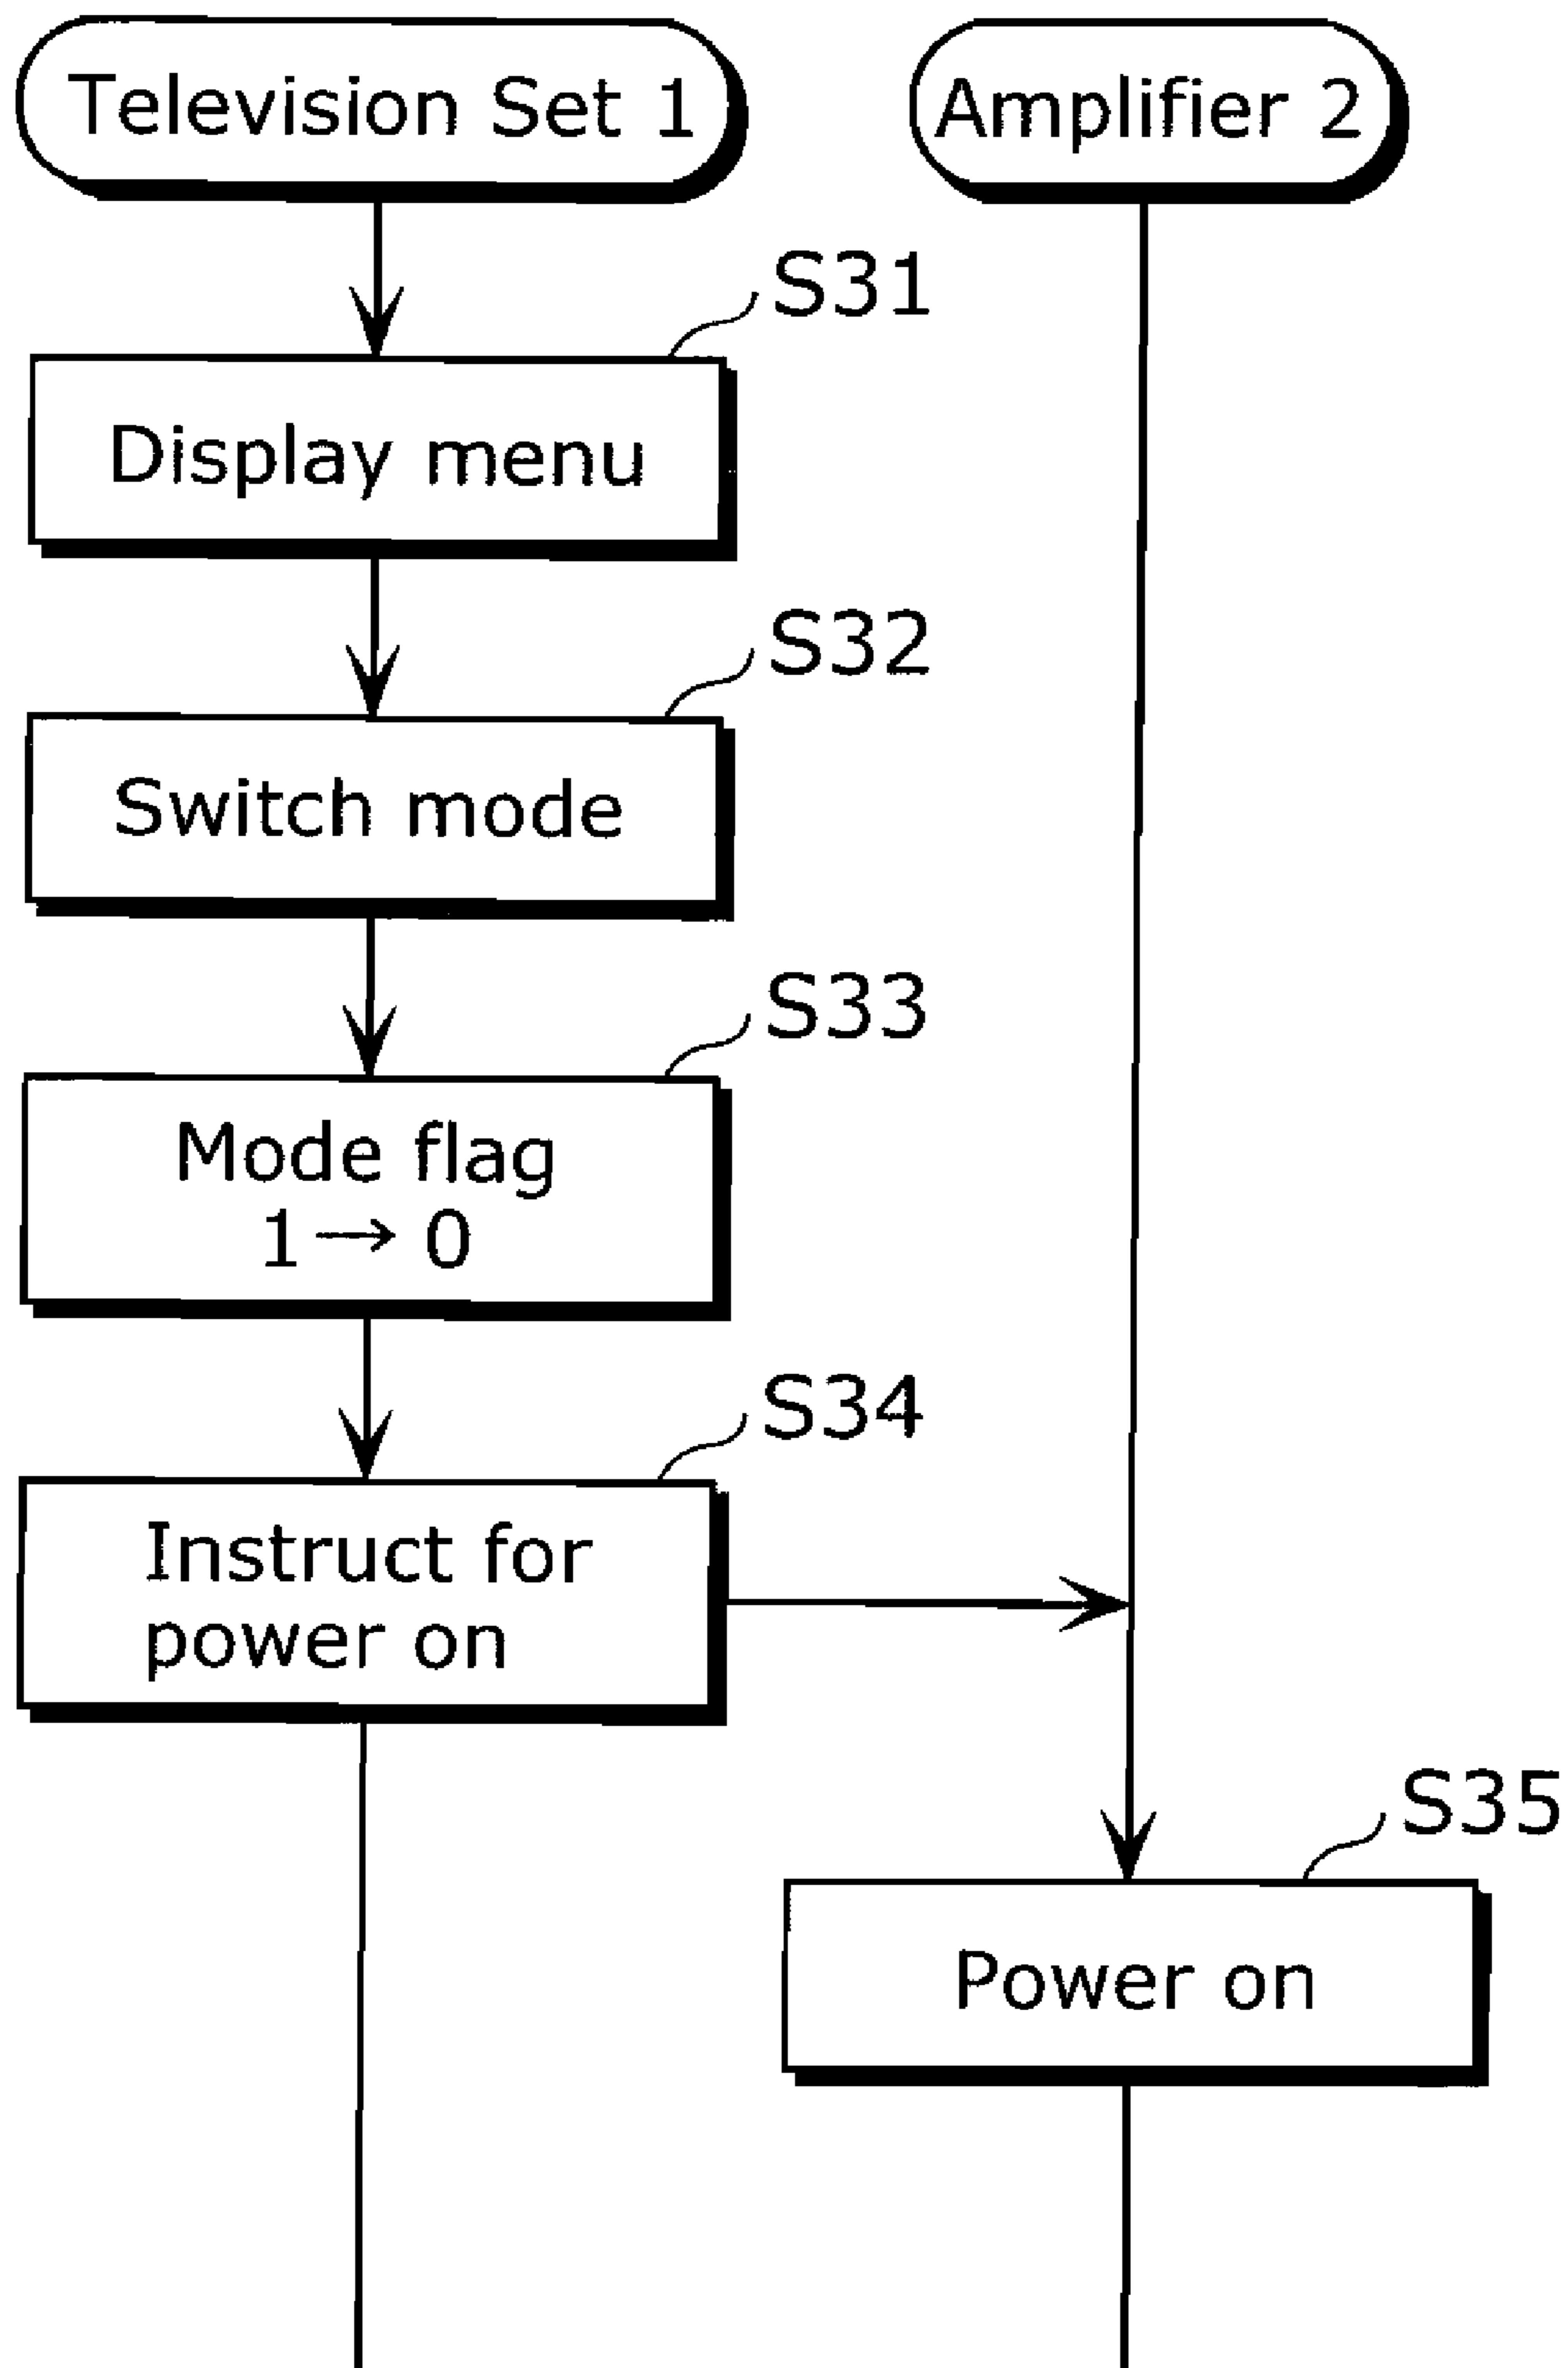 Television Set 1
Amplifier 2
S31
Display menu
S32
Switch mode
S33
Mode flag
1→ 0
S34
Instruct for
power on
S35
Power on